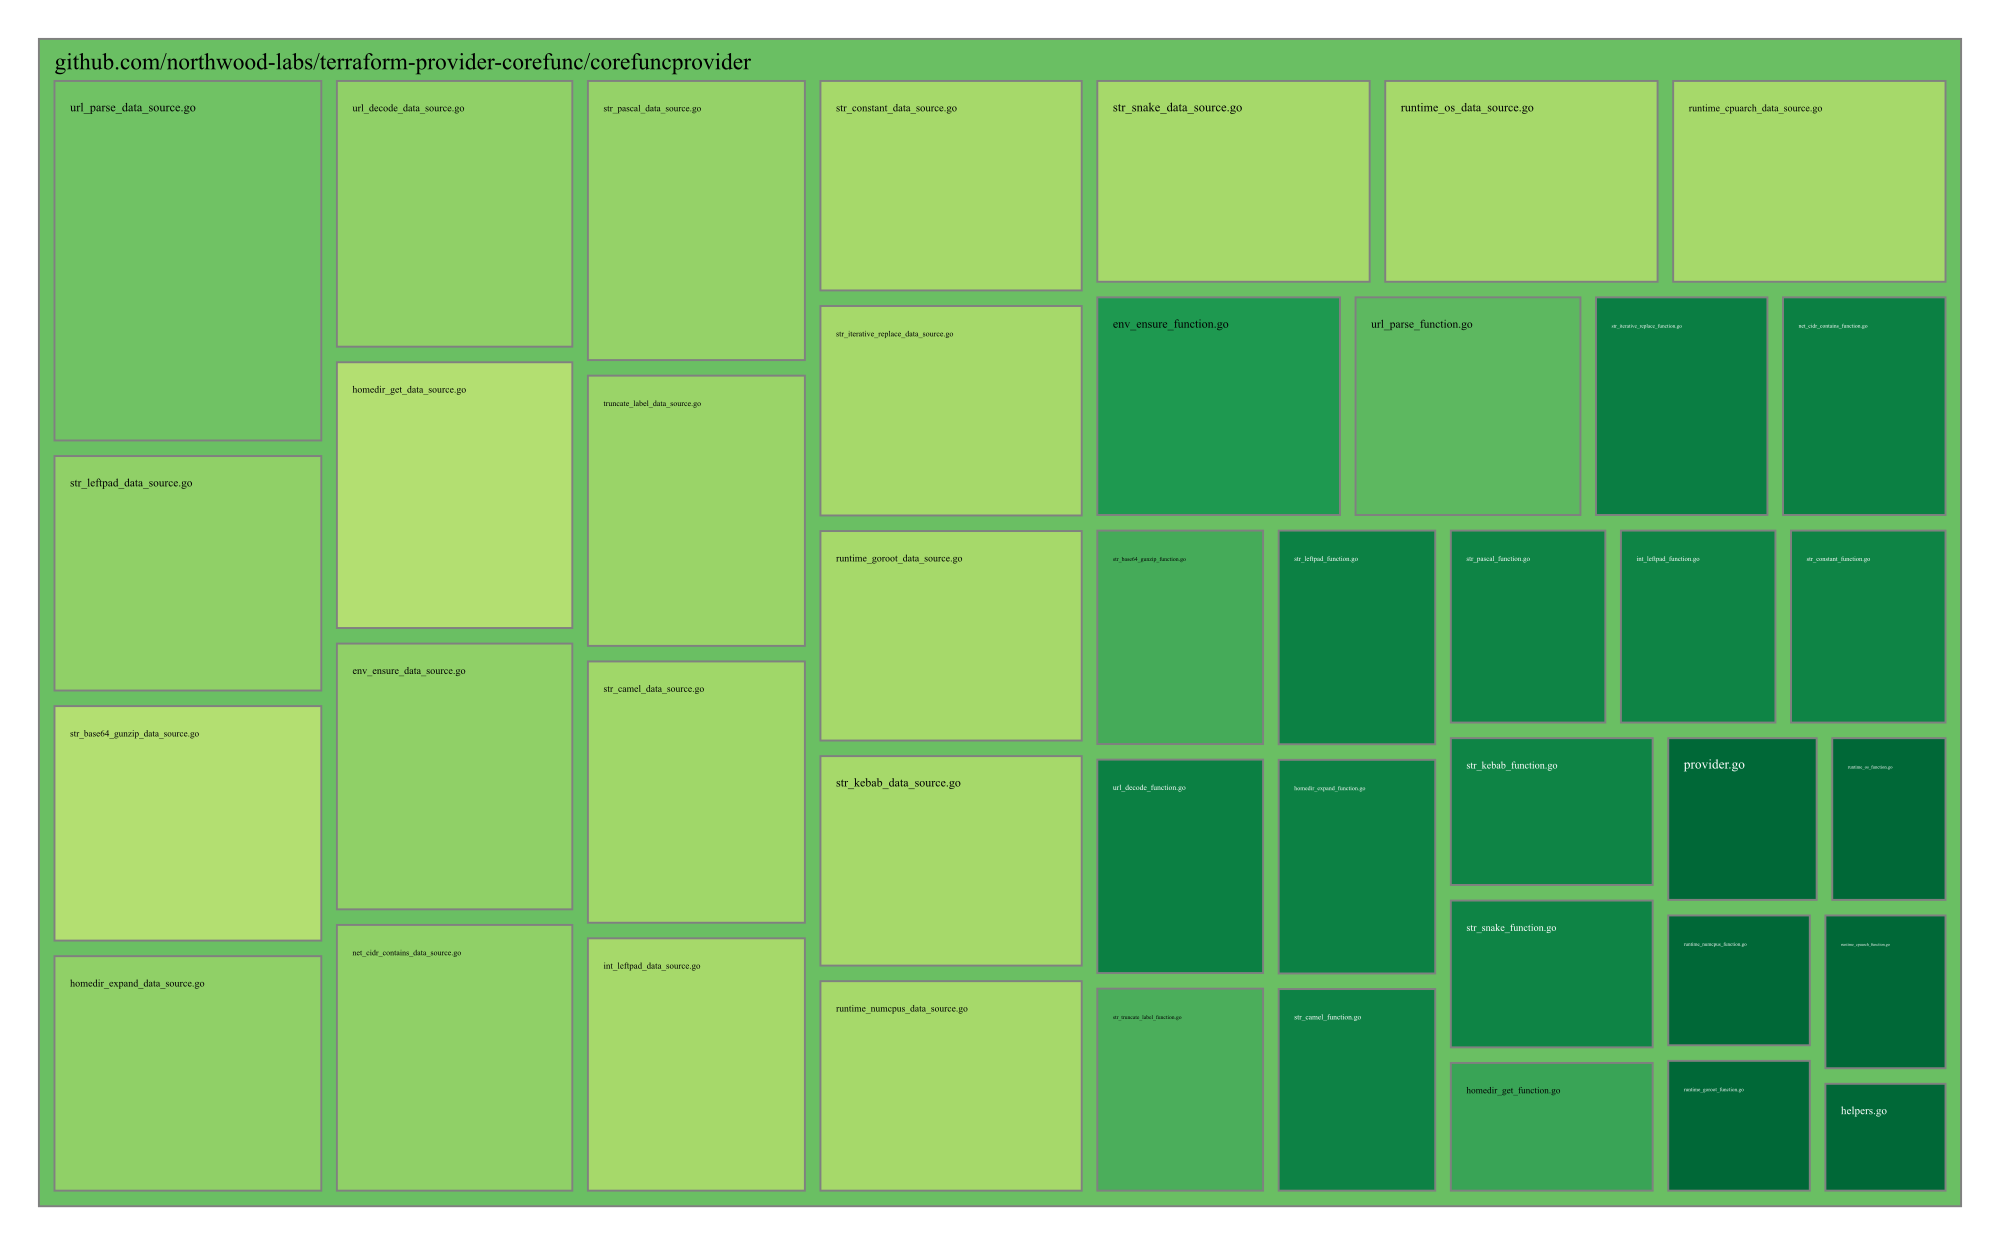 github.com/northwood-labs/terraform-provider-corefunc/corefuncprovider
url_parse_data_source.go
url_decode_data_source.go
str_pascal_data_source.go
str_constant_data_source.go
str_snake_data_source.go
runtime_os_data_source.go
runtime_cpuarch_data_source.go
env_ensure_function.go
url_parse_function.go
str_iterative_replace_function.go
net_cidr_contains_function.go
str_iterative_replace_data_source.go
homedir_get_data_source.go
truncate_label_data_source.go
str_leftpad_data_source.go
runtime_goroot_data_source.go
str_base64_gunzip_function.go
str_leftpad_function.go
str_pascal_function.go
int_leftpad_function.go
str_constant_function.go
env_ensure_data_source.go
str_camel_data_source.go
str_base64_gunzip_data_source.go
str_kebab_data_source.go
url_decode_function.go
homedir_expand_function.go
str_kebab_function.go
provider.go
runtime_os_function.go
str_snake_function.go
runtime_numcpus_function.go
runtime_cpuarch_function.go
net_cidr_contains_data_source.go
int_leftpad_data_source.go
homedir_expand_data_source.go
runtime_numcpus_data_source.go
str_truncate_label_function.go
str_camel_function.go
homedir_get_function.go
runtime_goroot_function.go
helpers.go